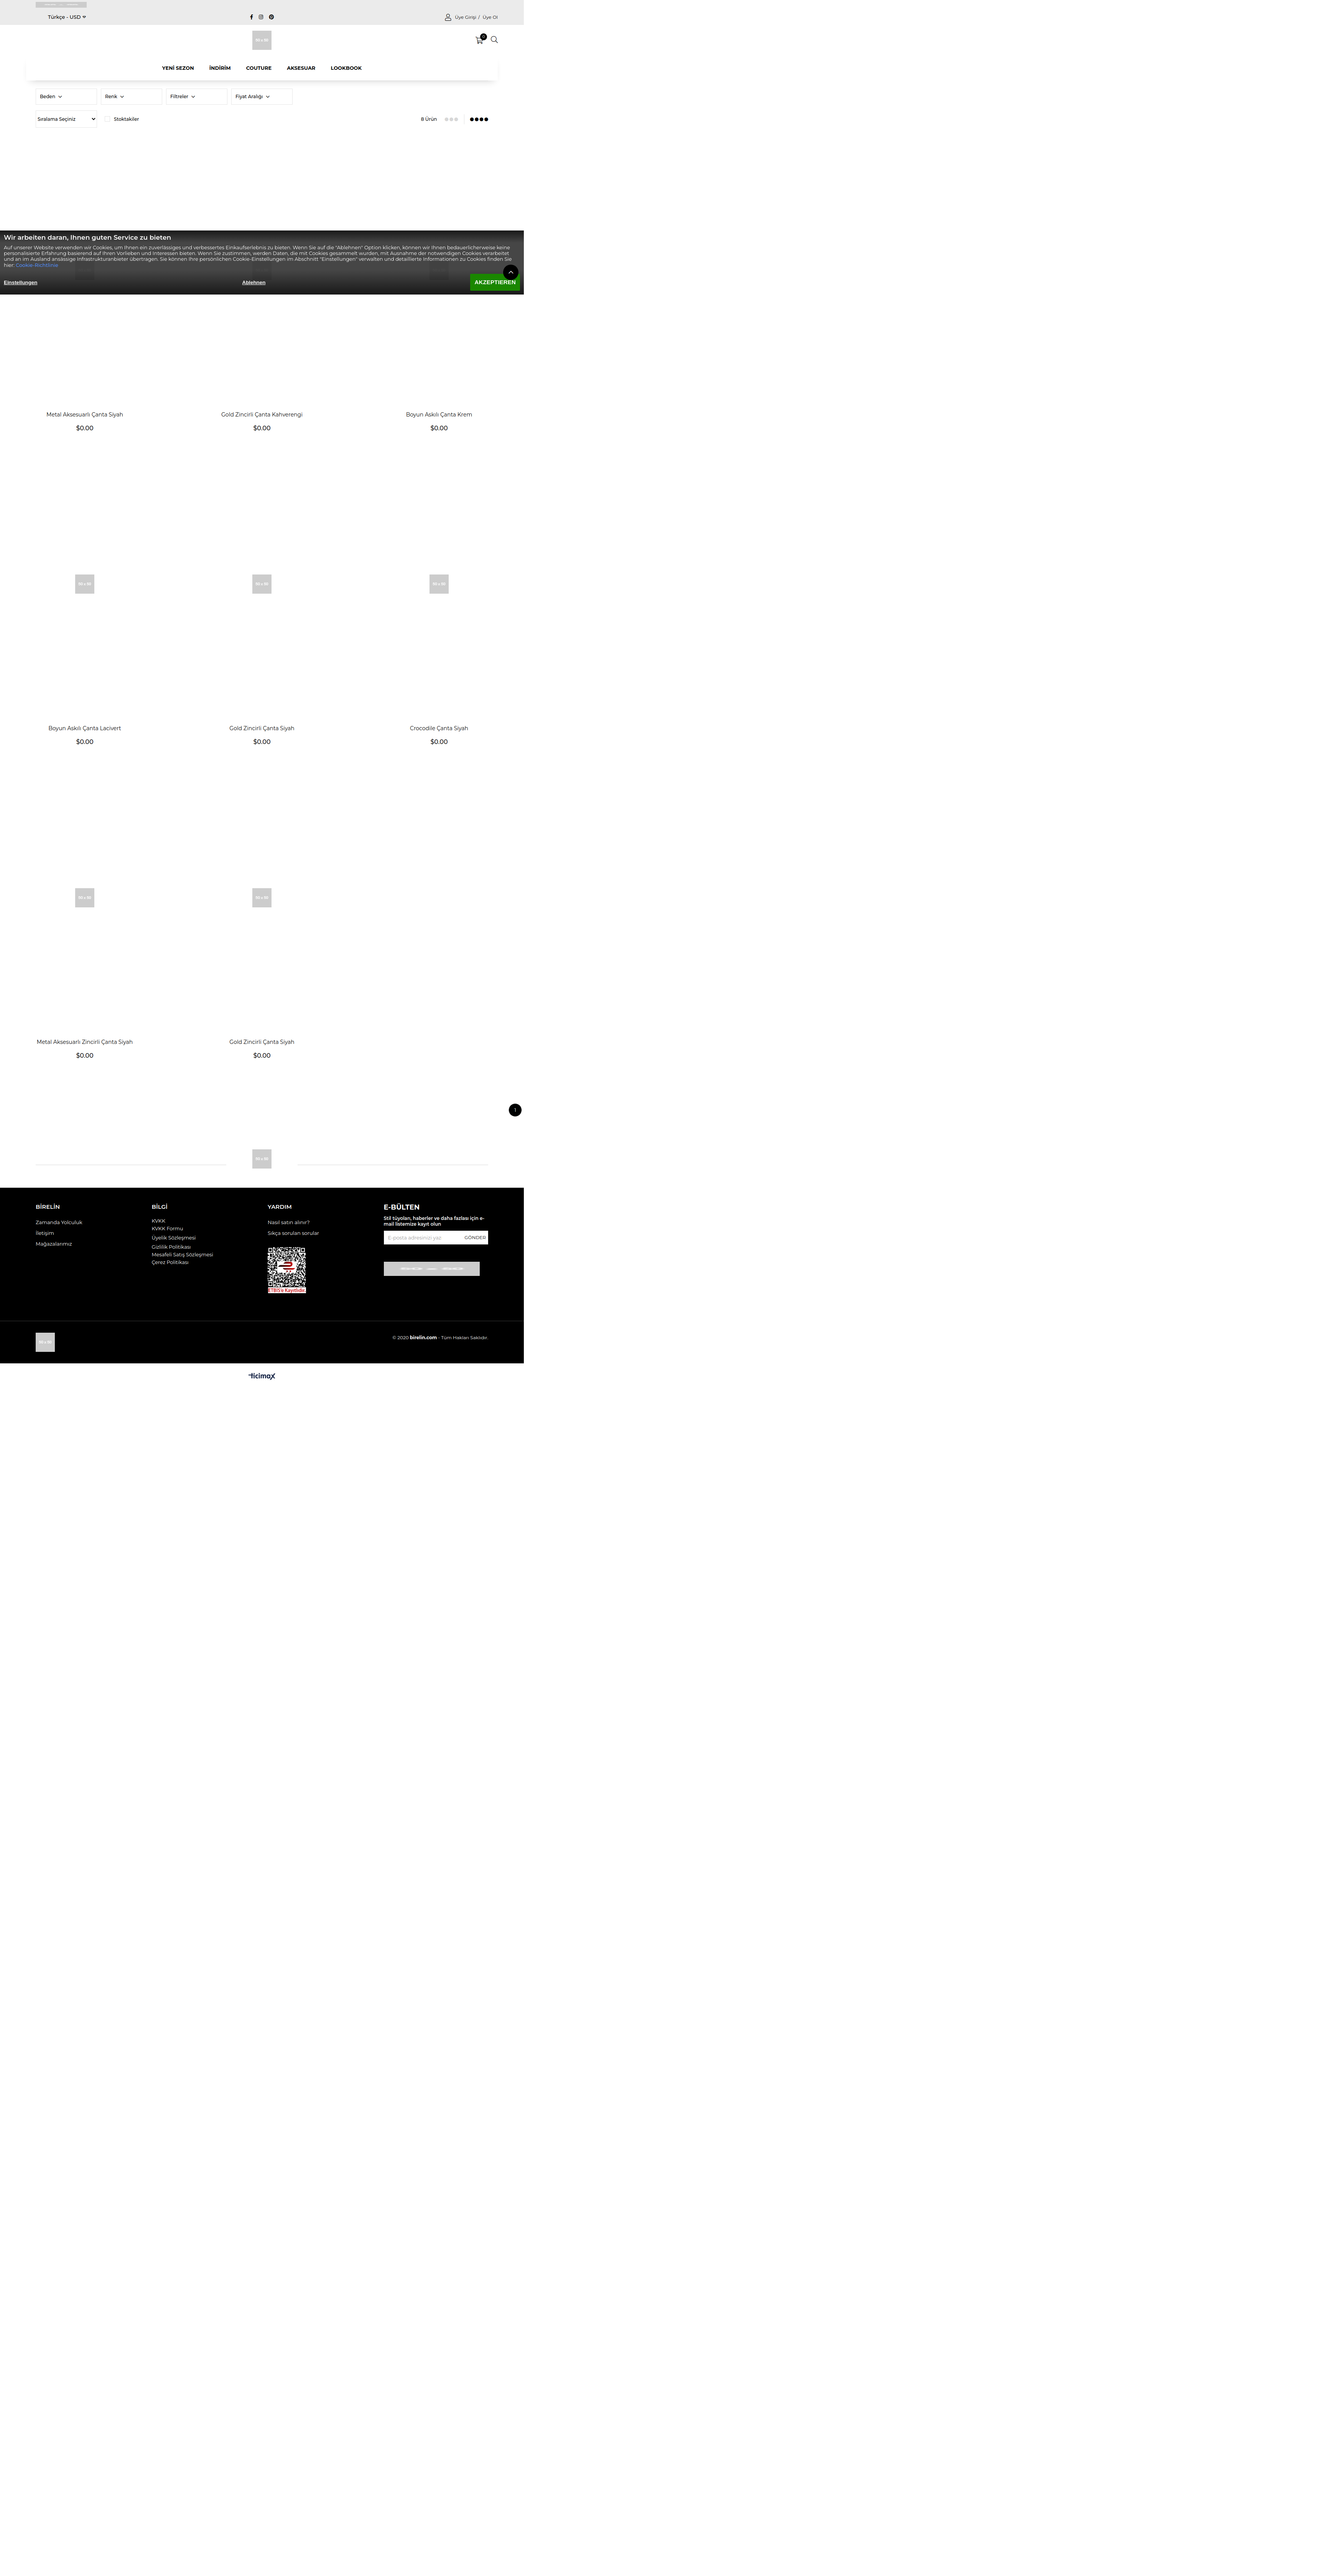 Türkçe - USD
Üye Girişi / Üye Ol
50 x 50
0
YENİ SEZON İNDİRİM COUTURE AKSESUAR LOOKBOOK
Beden Renk Filtreler Fiyat Aralığı
Sıralama Seçiniz Stoktakiler 8 Ürün
Wir arbeiten daran, Ihnen guten Service zu bieten
Auf unserer Website verwenden wir Cookies, um Ihnen ein zuverlässiges und verbessertes Einkaufserlebnis zu bieten. Wenn Sie auf die "Ablehnen" Option klicken, können wir Ihnen bedauerlicherweise keine
personalisierte Erfahrung basierend auf Ihren Vorlieben und Interessen bieten. Wenn Sie zustimmen, werden Daten, die mit Cookies gesammelt wurden, mit Ausnahme der notwendigen Cookies verarbeitet
und an im Ausland ansässige Infrastrukturanbieter übertragen. Sie können Ihre persönlichen Cookie-Einstellungen im Abschnitt "Einstellungen" verwalten und detaillierte Informationen zu Cookies finden Sie
hier: Cookie-Richtlinie.
Einstellungen Ablehnen AKZEPTIEREN
Metal Aksesuarlı Çanta Siyah Gold Zincirli Çanta Kahverengi Boyun Askılı Çanta Krem
$0.00 $0.00 $0.00
50 x 50 50 x 50 50 x 50
Boyun Askılı Çanta Lacivert Gold Zincirli Çanta Siyah Crocodile Çanta Siyah
$0.00 $0.00 $0.00
50 x 50 50 x 50
Metal Aksesuarlı Zincirli Çanta Siyah Gold Zincirli Çanta Siyah
$0.00 $0.00
1
50 x 50
BİRELİN
Zamanda Yolculuk
İletişim
Mağazalarımız
BİLGİ
KVKK
KVKK Formu
Üyelik Sözleşmesi
Gizlilik Politikası
Mesafeli Satış Sözleşmesi
Çerez Politikası
YARDIM
Nasıl satın alınır?
Sıkça sorulan sorular
ETBİS'e Kayıtlıdır.
E-BÜLTEN
Stil tüyoları, haberler ve daha fazlası için e-
mail listemize kayıt olun
E-posta adresinizi yaz GÖNDER
50 x 50
© 2020 birelin.com - Tüm Hakları Saklıdır.
ticimax